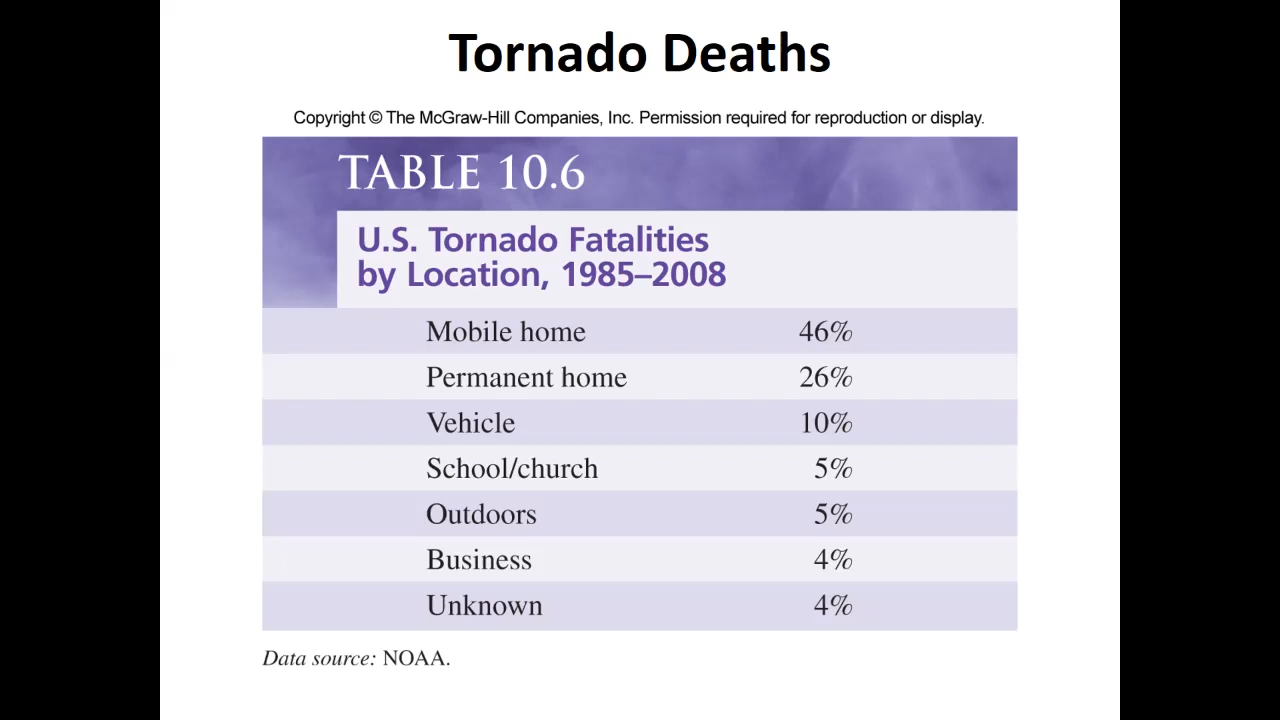 Tornado Deaths
Copyright © The McGraw-Hill Companies, Inc. Permission required for reproduction or display.
TABLE 10.6
U.S. Tornado Fatalities
by Location, 1985–2008
Mobile home 46%
Permanent home 26%
Vehicle 10%
School/church 5%
Outdoors 5%
Business 4%
Unknown 4%
Data source: NOAA.